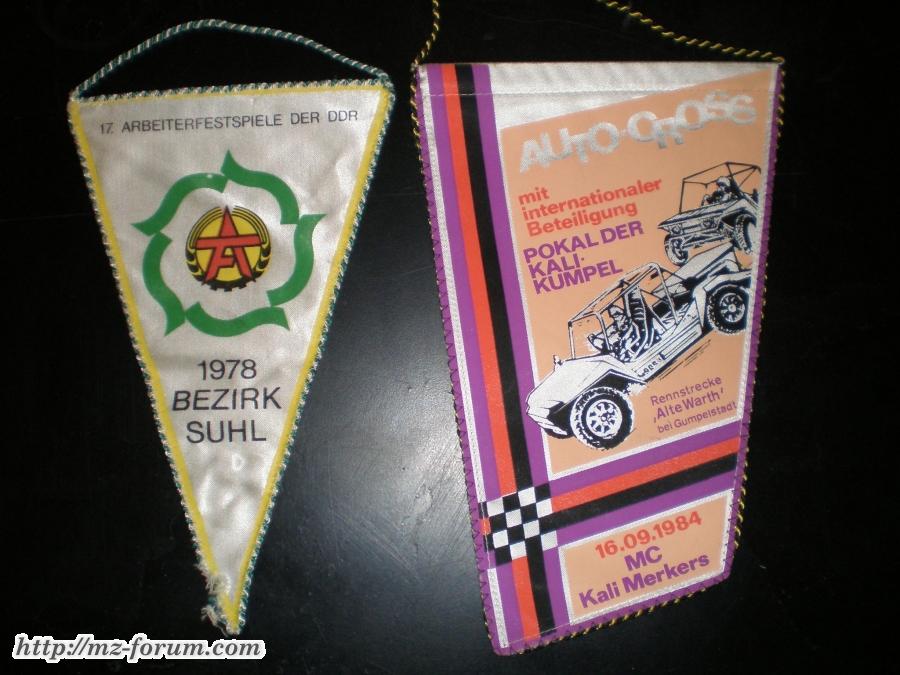 17. ARBEITERFESTSPIELE DER DDR
1978
BEZIRK
SUHL
AUTO-CROSS
mit
internationaler
Beteiligung
POKAL DER
KALI-
KUMPEL
Rennstrecke
'Alte Warth'
bei Gumpelstadt
16.09.1984
MC
Kali Merkers
http://mz-forum.com